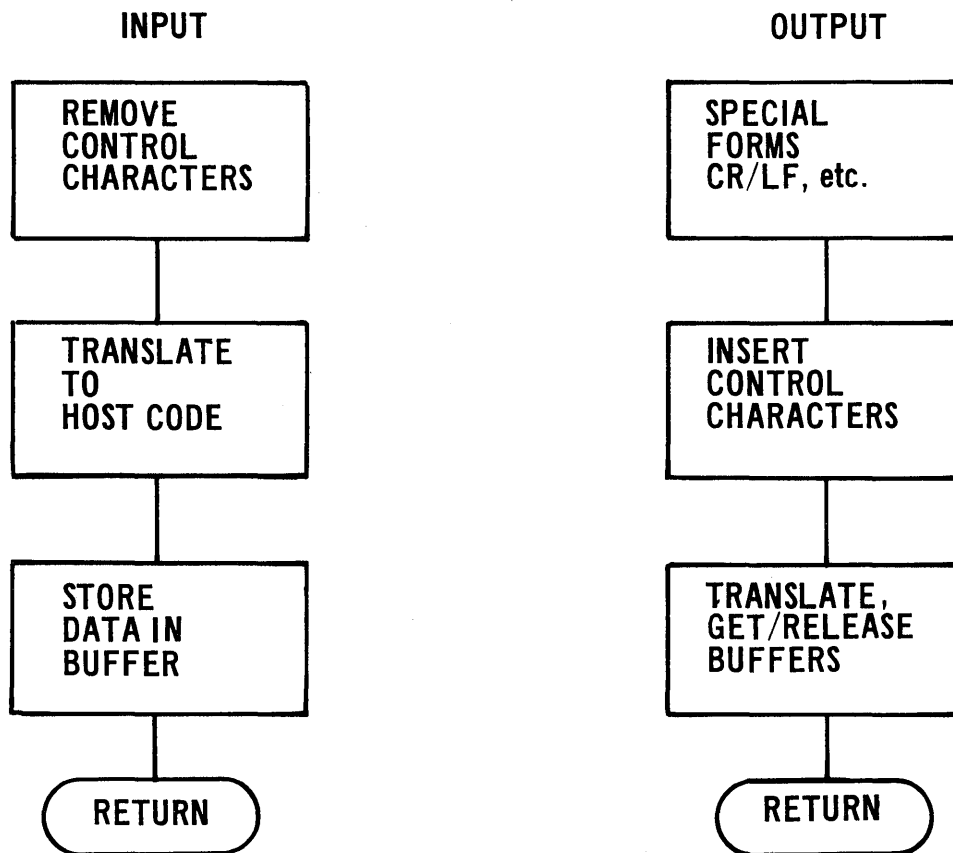 INPUT
REMOVE
CONTROL
CHARACTERS
TRANSLATE
TO
HOST CODE
STORE
DATA IN
BUFFER
RETURN
OUTPUT
SPECIAL
FORMS
CR/LF, etc.
INSERT
CONTROL
CHARACTERS
TRANSLATE,
GET/RELEASE
BUFFERS
RETURN